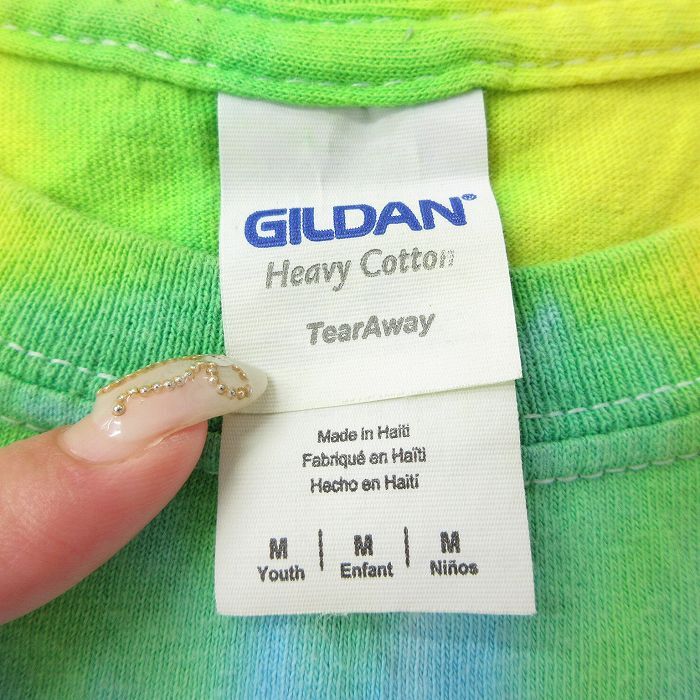 GILDAN®
Heavy Cotton
TearAway
Made in Haiti
Fabriqué en Haïti
Hecho en Haití
M | M | M
Youth Enfant Niños